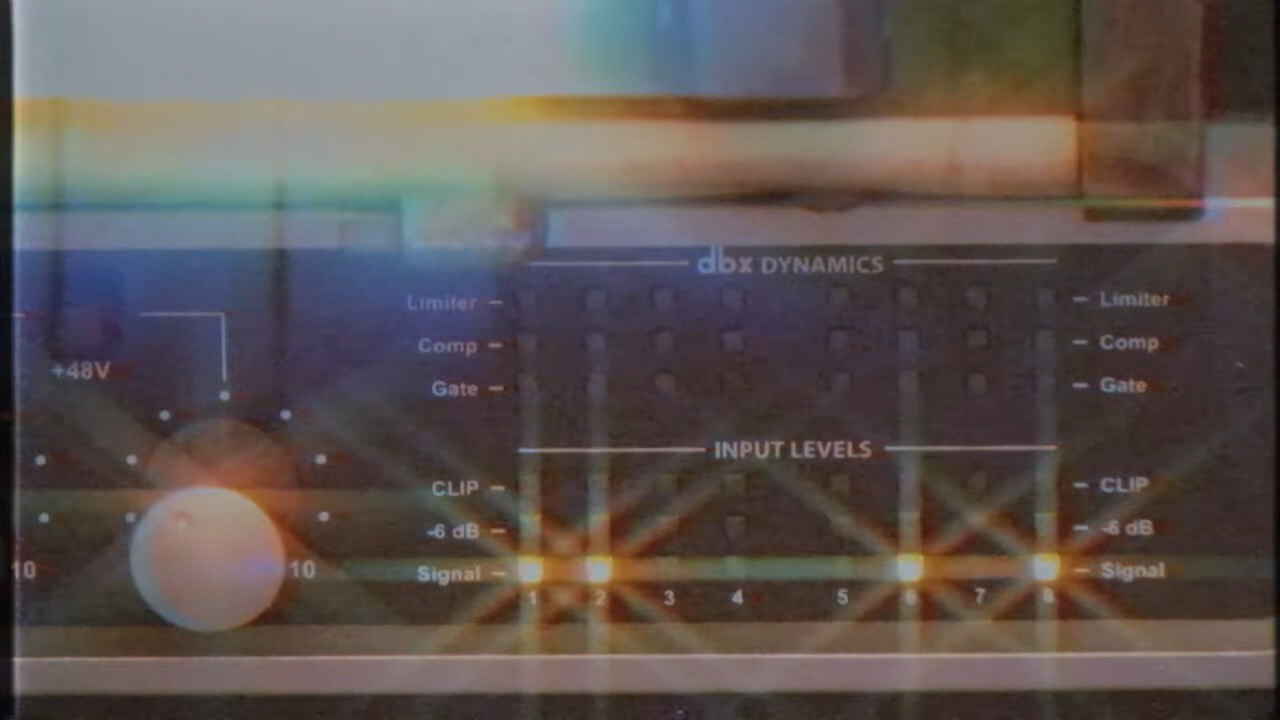 dbx DYNAMICS
Limiter – – Limiter
+48V Comp – – Comp
Gate – – Gate
INPUT LEVELS
CLIP – – CLIP
-6 dB – – -6 dB
10 10 Signal – – Signal
1 2 3 4 5 6 7 8